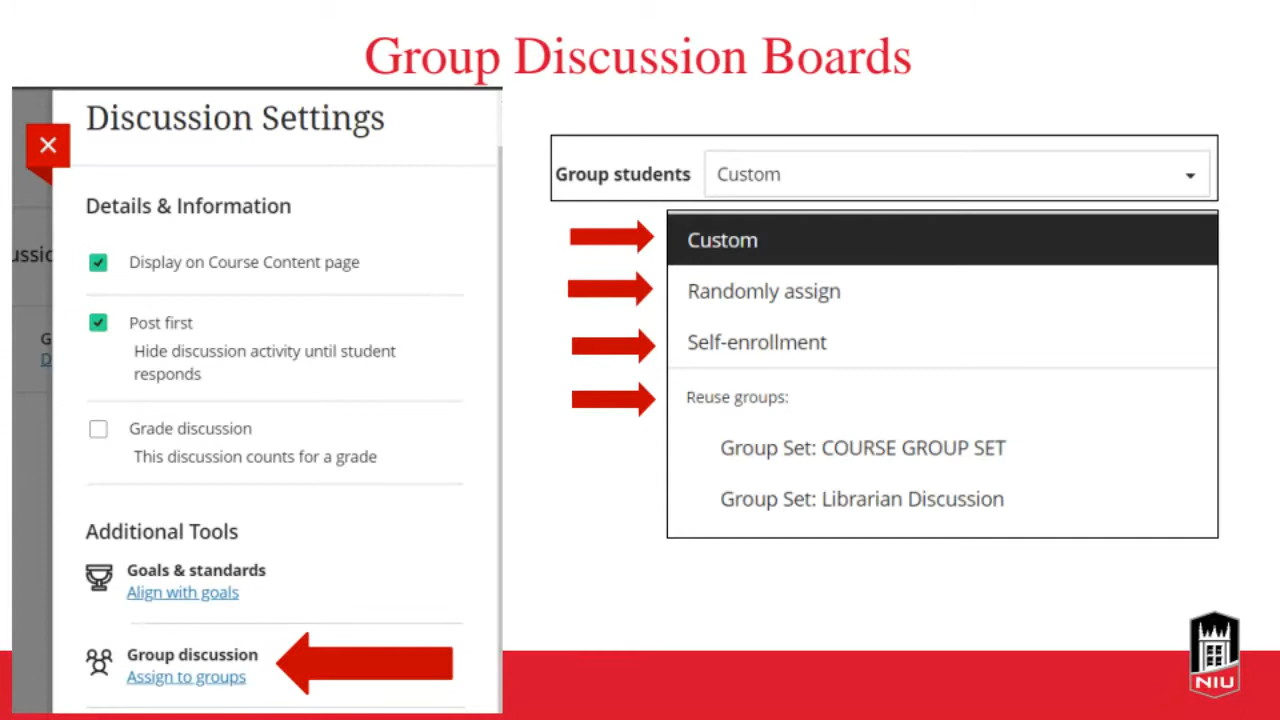 Group Discussion Boards
Discussion Settings
Details & Information
Display on Course Content page
Post first
Hide discussion activity until student
responds
Grade discussion
This discussion counts for a grade
Additional Tools
Goals & standards
Align with goals
Group discussion
Assign to groups
ussic
G
D
Group students
Custom
Custom
Randomly assign
Self-enrollment
Reuse groups:
Group Set: COURSE GROUP SET
Group Set: Librarian Discussion
NIU